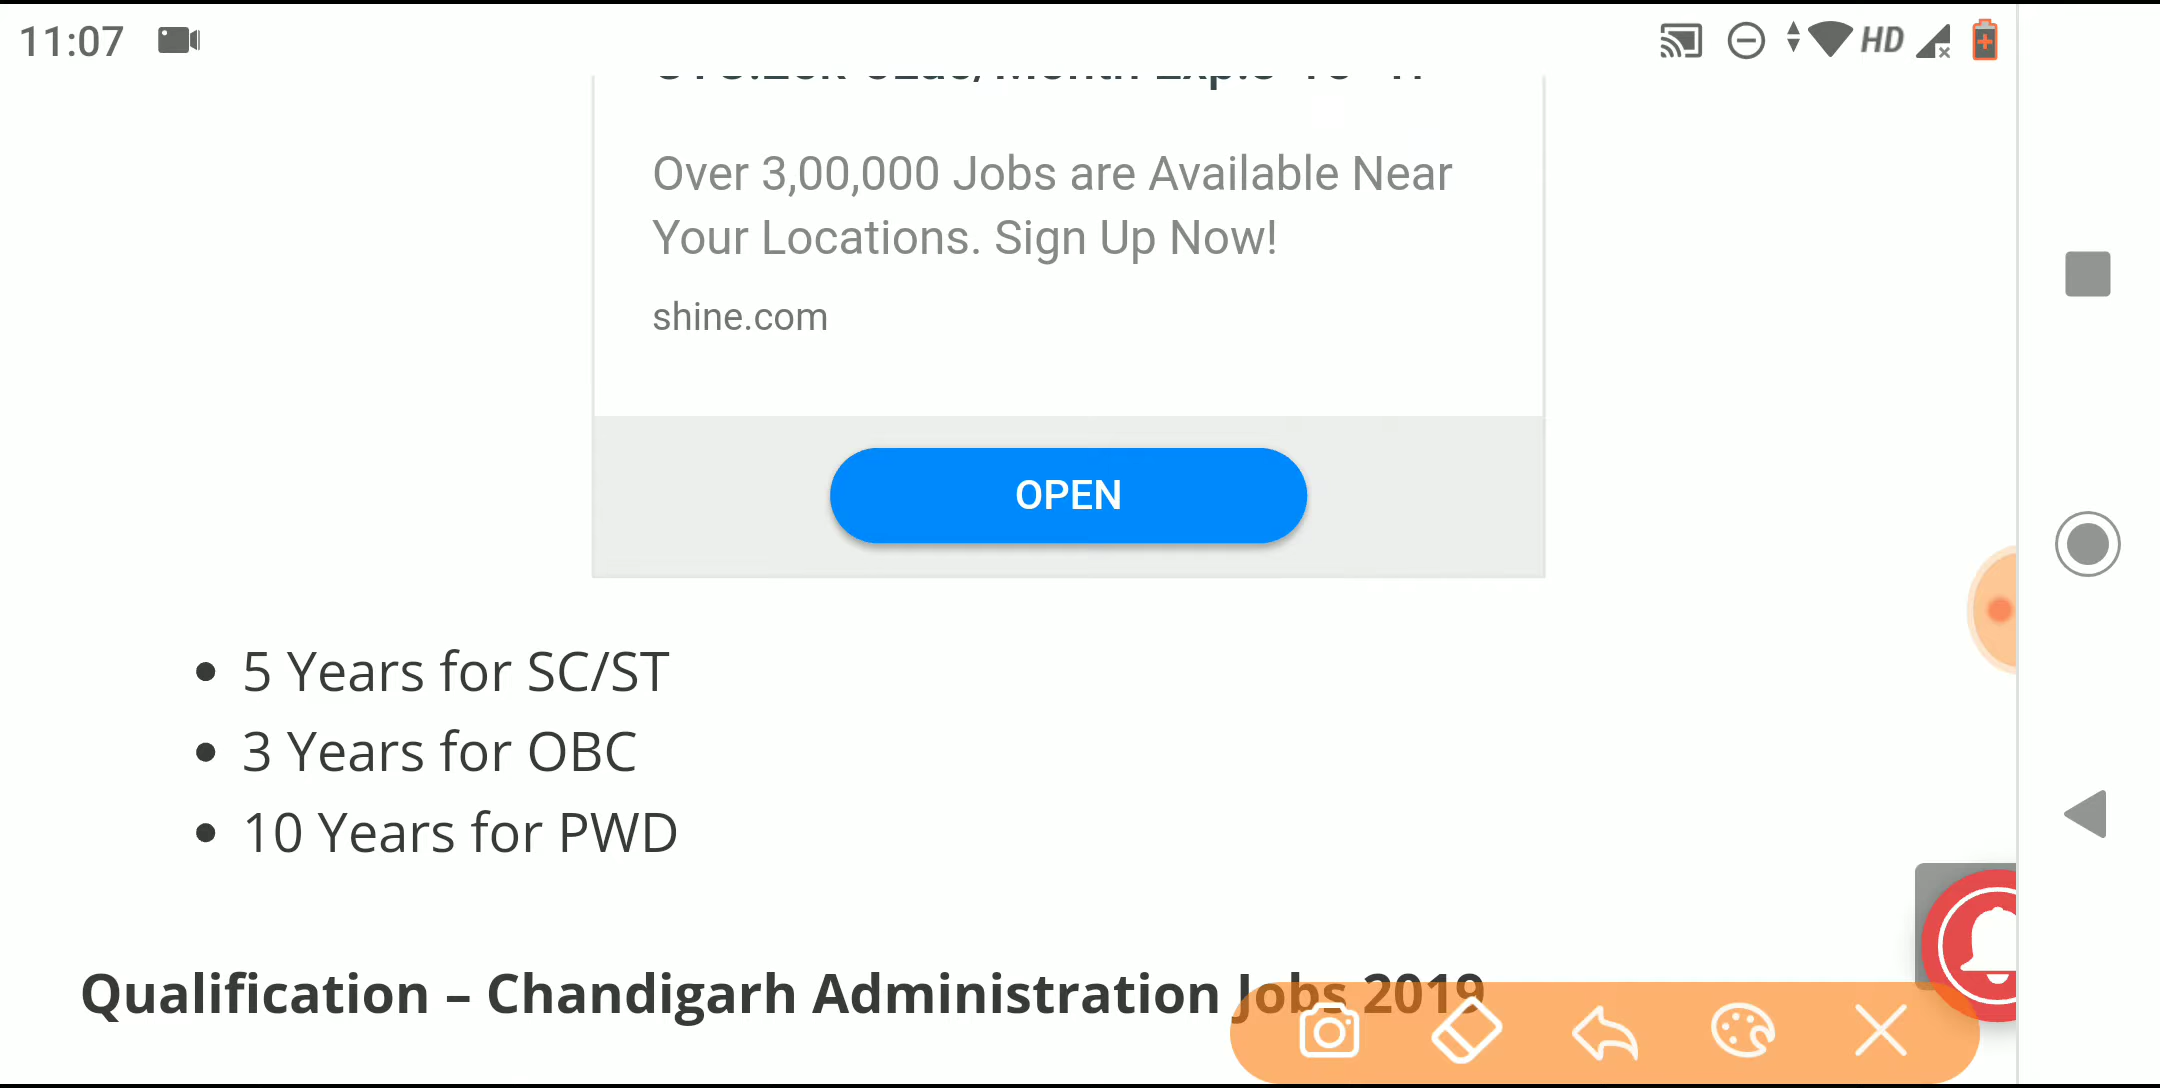 11:07
HD
Over 3,00,000 Jobs are Available Near
Your Locations. Sign Up Now!
shine.com
OPEN
• 5 Years for SC/ST
• 3 Years for OBC
• 10 Years for PWD
Qualification – Chandigarh Administration Jobs 2019